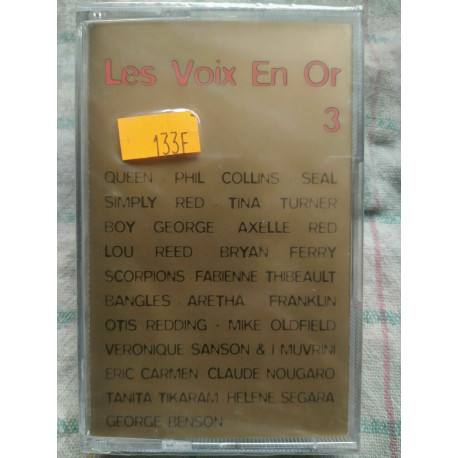 Les Voix En Or
3
133F
QUEEN - PHIL COLLINS - SEAL
SIMPLY RED - TINA TURNER
BOY GEORGE - AXELLE RED
LOU REED - BRYAN FERRY
SCORPIONS - FABIENNE THIBEAULT
BANGLES - ARETHA FRANKLIN
OTIS REDDING - MIKE OLDFIELD
VERONIQUE SANSON & I MUVRINI
ERIC CARMEN - CLAUDE NOUGARO
TANITA TIKARAM - HELENE SEGARA
GEORGE BENSON